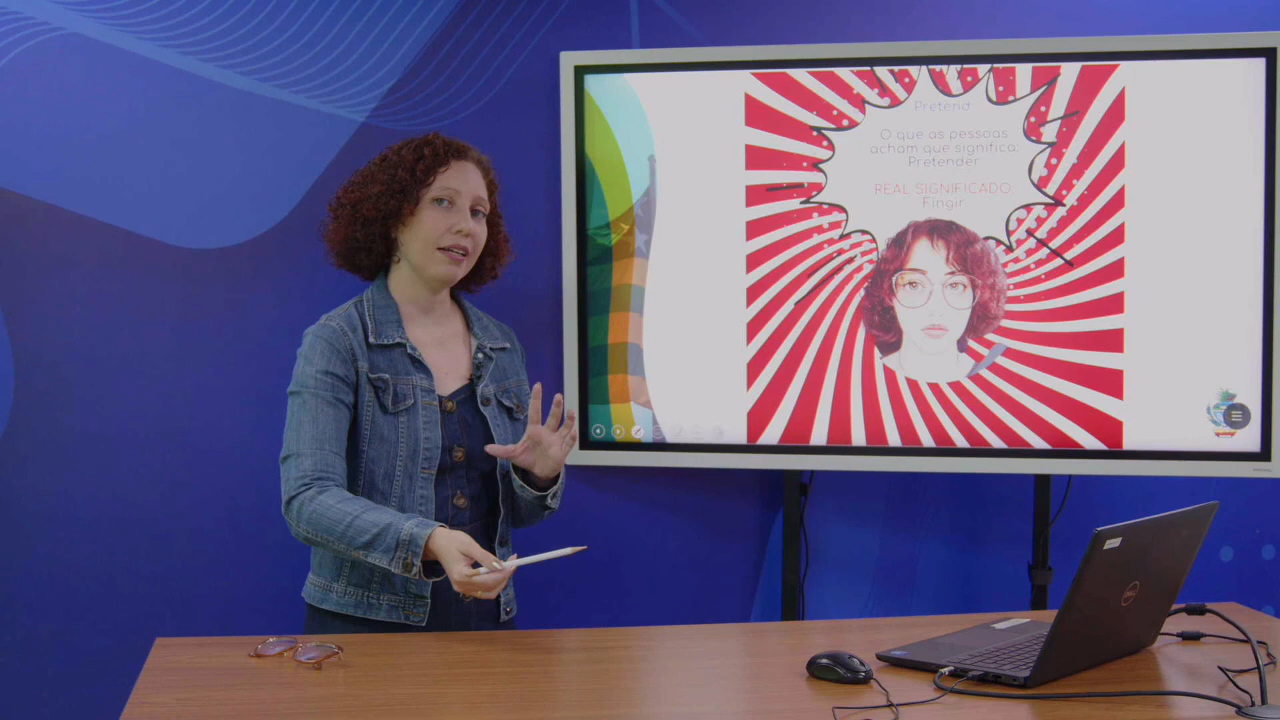 Pretend
O que as pessoas
acham que significa:
Pretender
REAL SIGNIFICADO:
Fingir